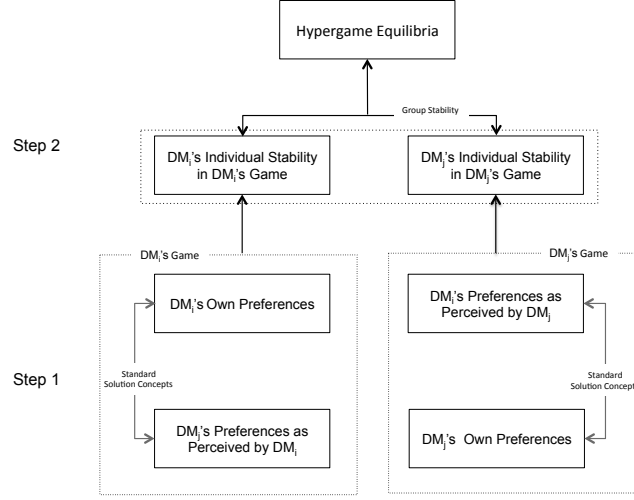 Hypergame Equilibria
Group Stability
Step 2
DMi's Individual Stability
in DMi's Game
DMj's Individual Stability
in DMj's Game
DMi's Game
DMj's Game
DMi's Own Preferences
DMi's Preferences as
Perceived by DMj
Step 1
Standard
Solution Concepts
Standard
Solution Concept
DMj's Preferences as
Perceived by DMi
DMj's Own Preferences